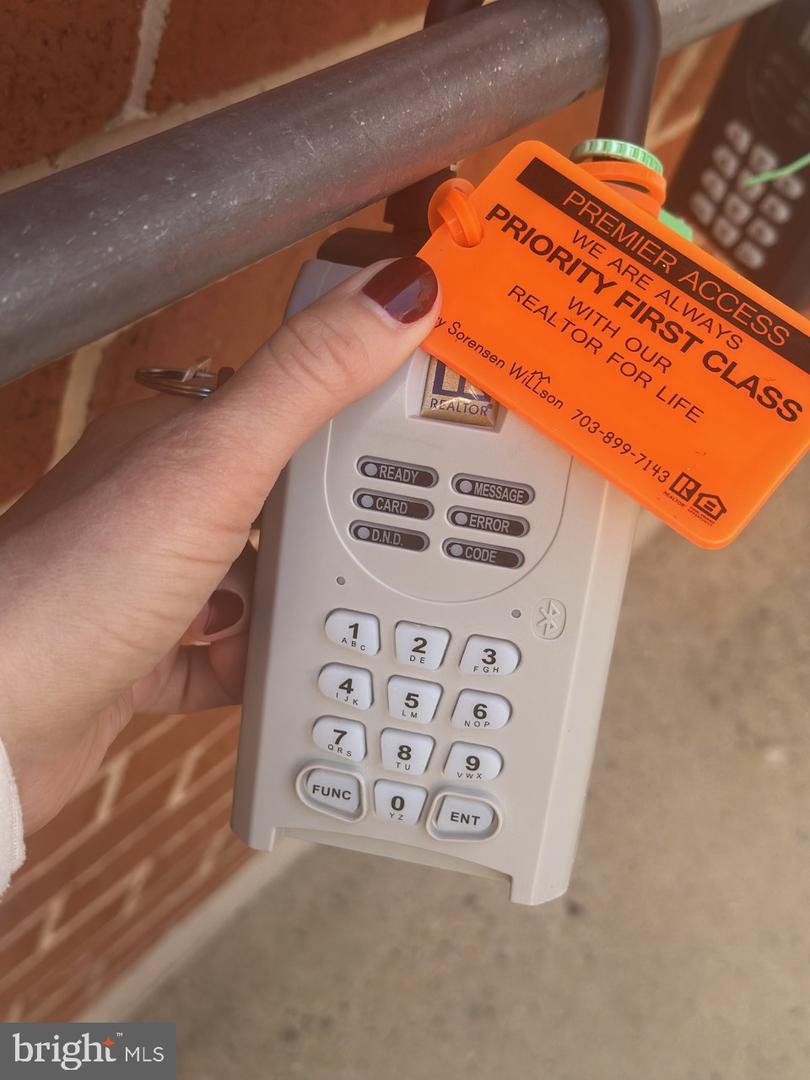 PREMIER ACCESS
WE ARE ALWAYS
PRIORITY FIRST CLASS
WITH OUR
REALTOR FOR LIFE
Sorensen Willson 703-899-7143
REALTOR
REALTOR
READY MESSAGE
CARD ERROR
D.N.D. CODE
1 2 3
ABC DE FGH
4 5 6
IJK LM NOP
7 8 9
QRS TU VWX
FUNC 0 ENT
YZ
bright™ MLS